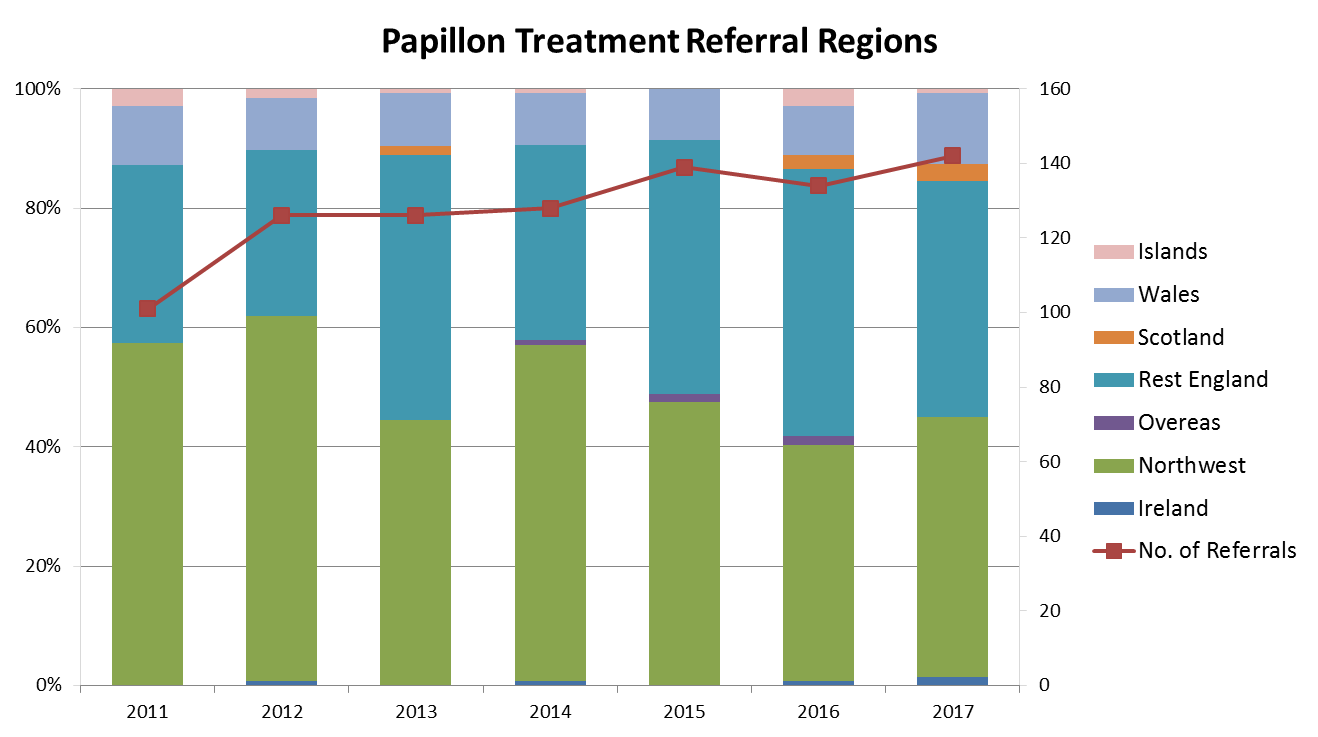 Papillon Treatment Referral Regions
100%
80%
60%
40%
20%
0%
160
140
120
100
80
60
40
20
0
2011 2012 2013 2014 2015 2016 2017
Islands
Wales
Scotland
Rest England
Overeas
Northwest
Ireland
No. of Referrals